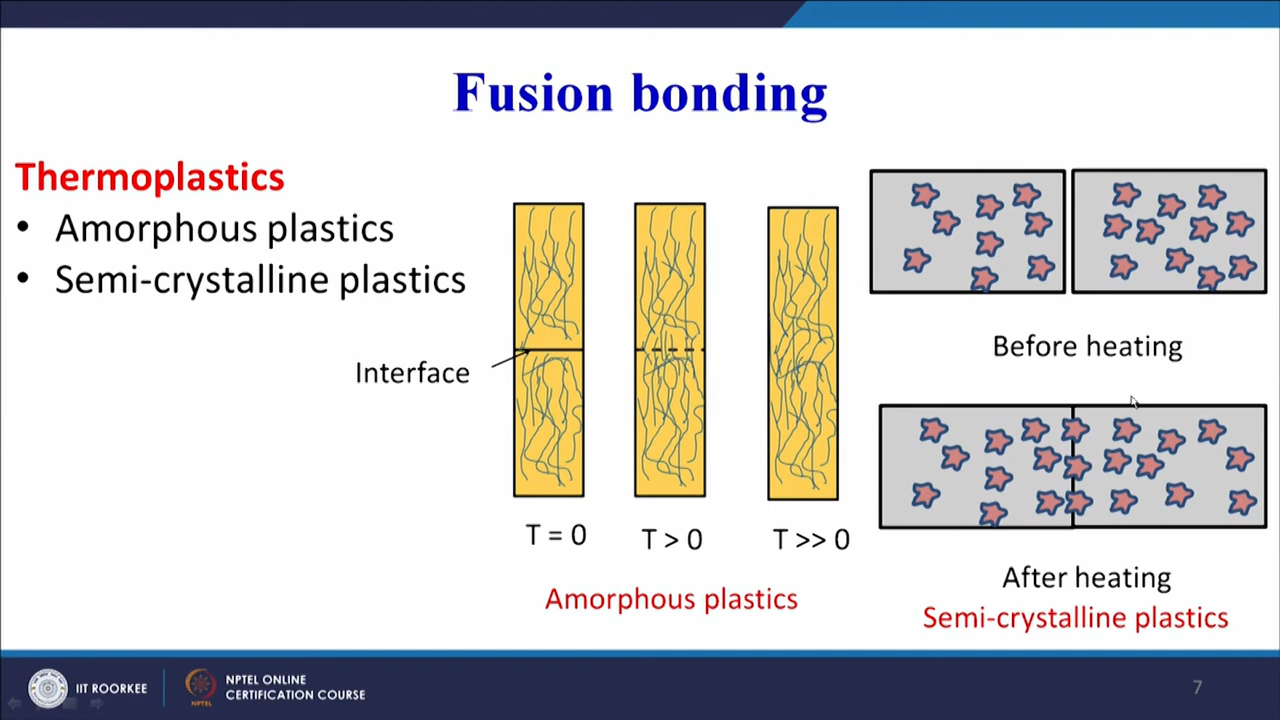 Fusion bonding
Thermoplastics
• Amorphous plastics
• Semi-crystalline plastics
Interface
T = 0
T > 0
T >> 0
Amorphous plastics
Before heating
After heating
Semi-crystalline plastics
IIT ROORKEE
NPTEL
NPTEL ONLINE
CERTIFICATION COURSE
7